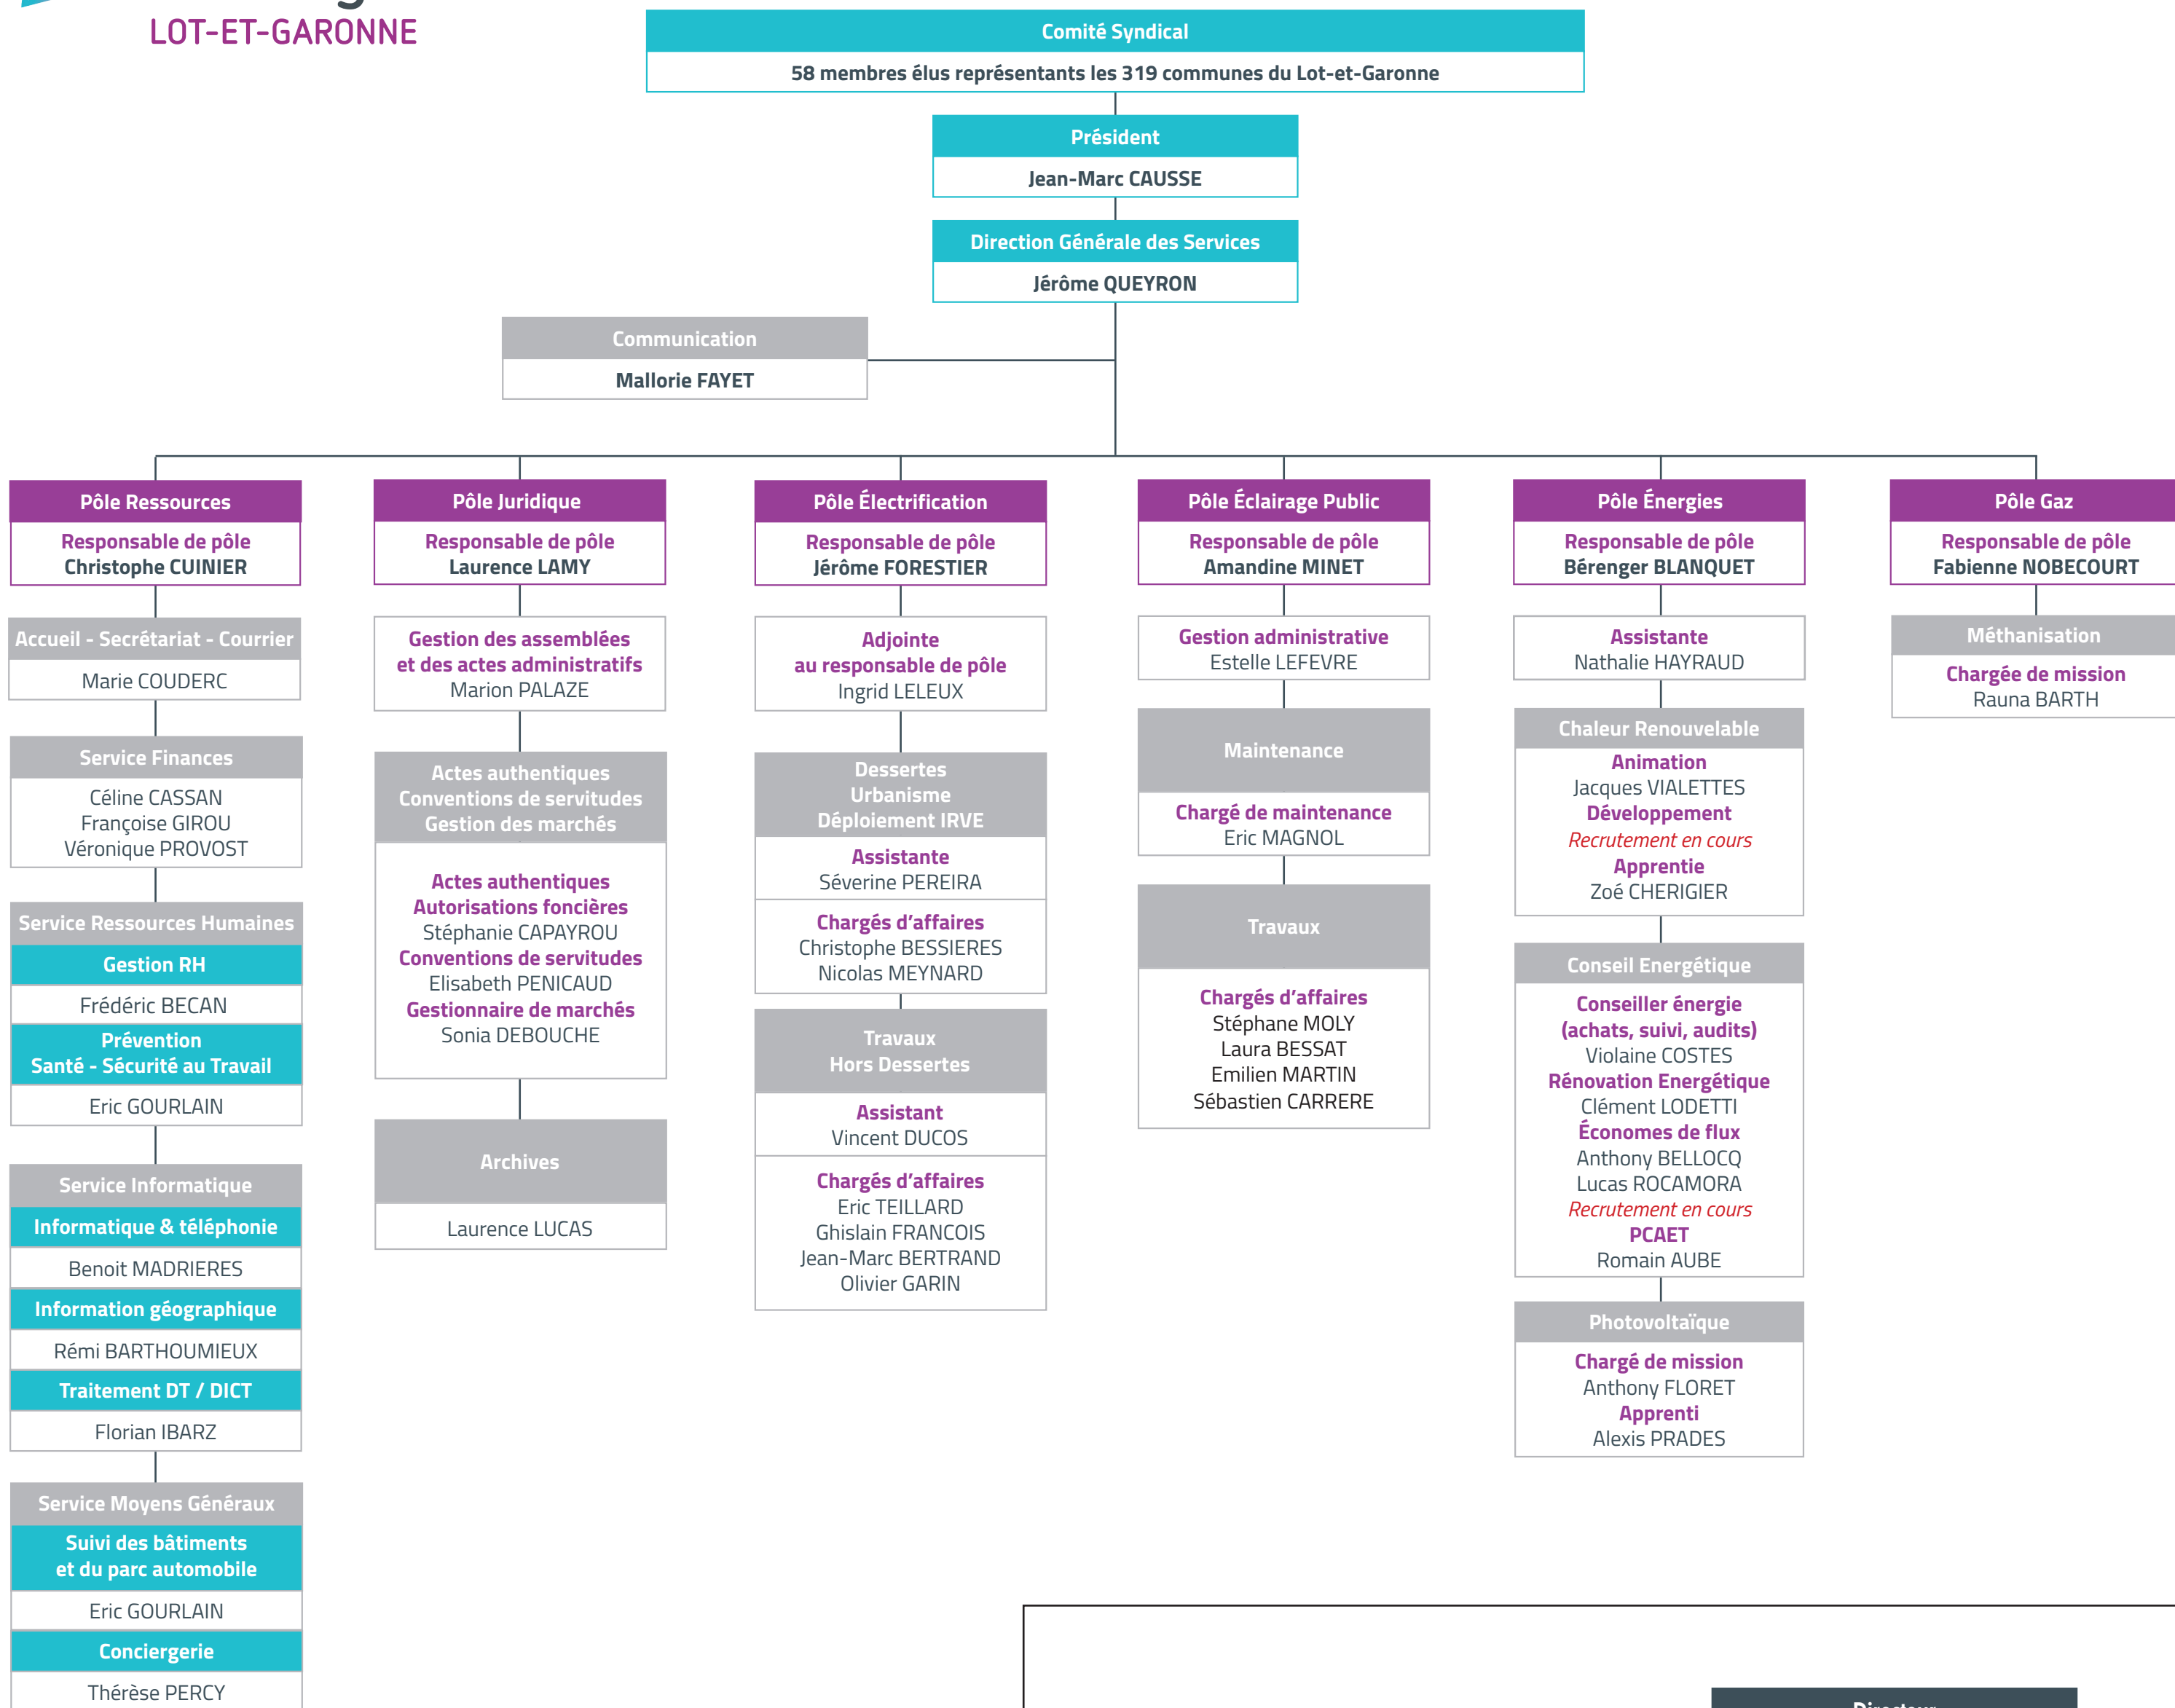 LOT-ET-GARONNE
Comité Syndical
58 membres élus représentants les 319 communes du Lot-et-Garonne
Président
Jean-Marc CAUSSE
Direction Générale des Services
Jérôme QUEYRON
Communication
Mallorie FAYET
Pôle Ressources
Responsable de pôle
Christophe CUINIER
Accueil - Secrétariat - Courrier
Marie COUDERC
Service Finances
Céline CASSAN
Françoise GIROU
Véronique PROVOST
Service Ressources Humaines
Gestion RH
Frédéric BECAN
Prévention
Santé - Sécurité au Travail
Eric GOURLAIN
Service Informatique
Informatique & téléphonie
Benoit MADRIERES
Information géographique
Rémi BARTHOUMIEUX
Traitement DT / DICT
Florian IBARZ
Service Moyens Généraux
Suivi des bâtiments
et du parc automobile
Eric GOURLAIN
Conciergerie
Thérèse PERCY
Pôle Juridique
Responsable de pôle
Laurence LAMY
Gestion des assemblées
et des actes administratifs
Marion PALAZE
Actes authentiques
Conventions de servitudes
Gestion des marchés
Actes authentiques
Autorisations foncières
Stéphanie CAPAYROU
Conventions de servitudes
Elisabeth PENICAUD
Gestionnaire de marchés
Sonia DEBOUCHE
Archives
Laurence LUCAS
Pôle Électrification
Responsable de pôle
Jérôme FORESTIER
Adjointe
au responsable de pôle
Ingrid LELEUX
Dessertes
Urbanisme
Déploiement IRVE
Assistante
Séverine PEREIRA
Chargés d’affaires
Christophe BESSIERES
Nicolas MEYNARD
Travaux
Hors Dessertes
Assistant
Vincent DUCOS
Chargés d’affaires
Eric TEILLARD
Ghislain FRANCOIS
Jean-Marc BERTRAND
Olivier GARIN
Pôle Éclairage Public
Responsable de pôle
Amandine MINET
Gestion administrative
Estelle LEFEVRE
Maintenance
Chargé de maintenance
Eric MAGNOL
Travaux
Chargés d’affaires
Stéphane MOLY
Laura BESSAT
Emilien MARTIN
Sébastien CARRERE
Pôle Énergies
Responsable de pôle
Bérenger BLANQUET
Assistante
Nathalie HAYRAUD
Chaleur Renouvelable
Animation
Jacques VIALETTES
Développement
Recrutement en cours
Apprentie
Zoé CHERIGIER
Conseil Energétique
Conseiller énergie
(achats, suivi, audits)
Violaine COSTES
Rénovation Energétique
Clément LODETTI
Économes de flux
Anthony BELLOCQ
Lucas ROCAMORA
Recrutement en cours
PCAET
Romain AUBE
Photovoltaïque
Chargé de mission
Anthony FLORET
Apprenti
Alexis PRADES
Pôle Gaz
Responsable de pôle
Fabienne NOBECOURT
Méthanisation
Chargée de mission
Rauna BARTH
Directeur